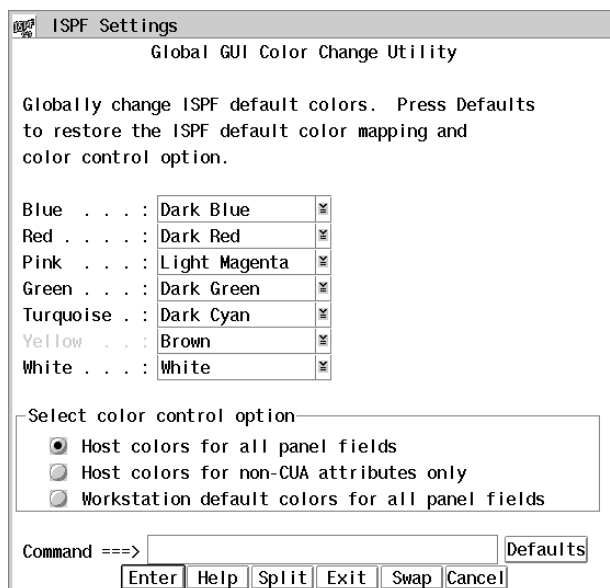 ISPF Settings
Global GUI Color Change Utility
Globally change ISPF default colors. Press Defaults
to restore the ISPF default color mapping and
color control option.
Blue . . . : Dark Blue
Red . . . . : Dark Red
Pink . . . : Light Magenta
Green . . . : Dark Green
Turquoise . : Dark Cyan
Yellow . . : Brown
White . . . : White
Select color control option
Host colors for all panel fields
Host colors for non-CUA attributes only
Workstation default colors for all panel fields
Command ===> Defaults
Enter Help Split Exit Swap Cancel